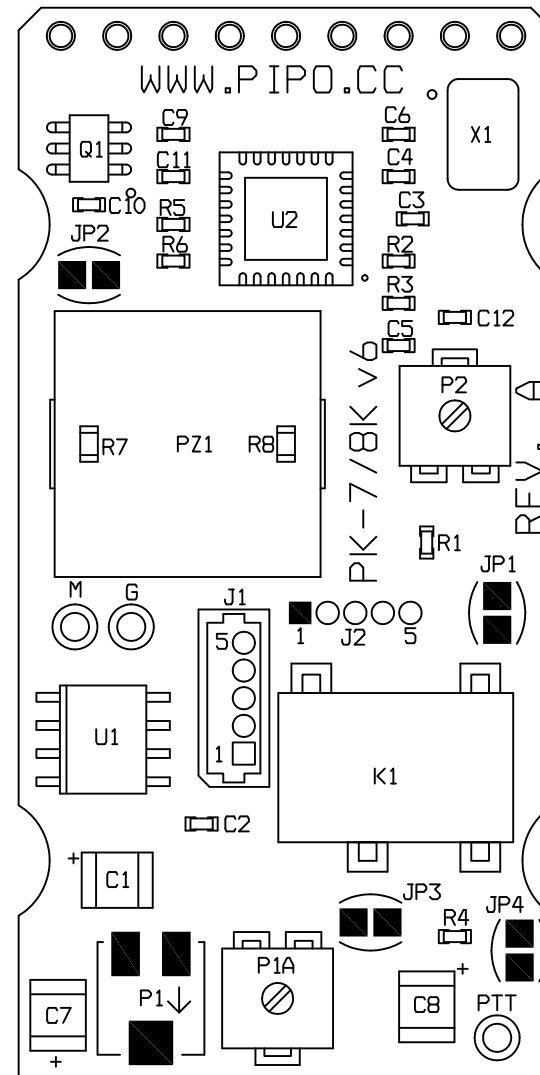 WWW.PIPO.CC
C9
C6
Q1
X1
C11
C4
C10
R5
U2
C3
JP2
R6
R2
R3
C12
C5
PK-7/8K v6
P2
REV. A
R7
PZ1
R8
R1
JP1
M
G
J1
5
1
J2
5
U1
1
K1
C2
+
C1
JP3
R4
JP4
P1A
+
P1
C7
C8
PTT
+